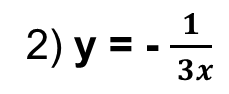 2) y = - 1/3x